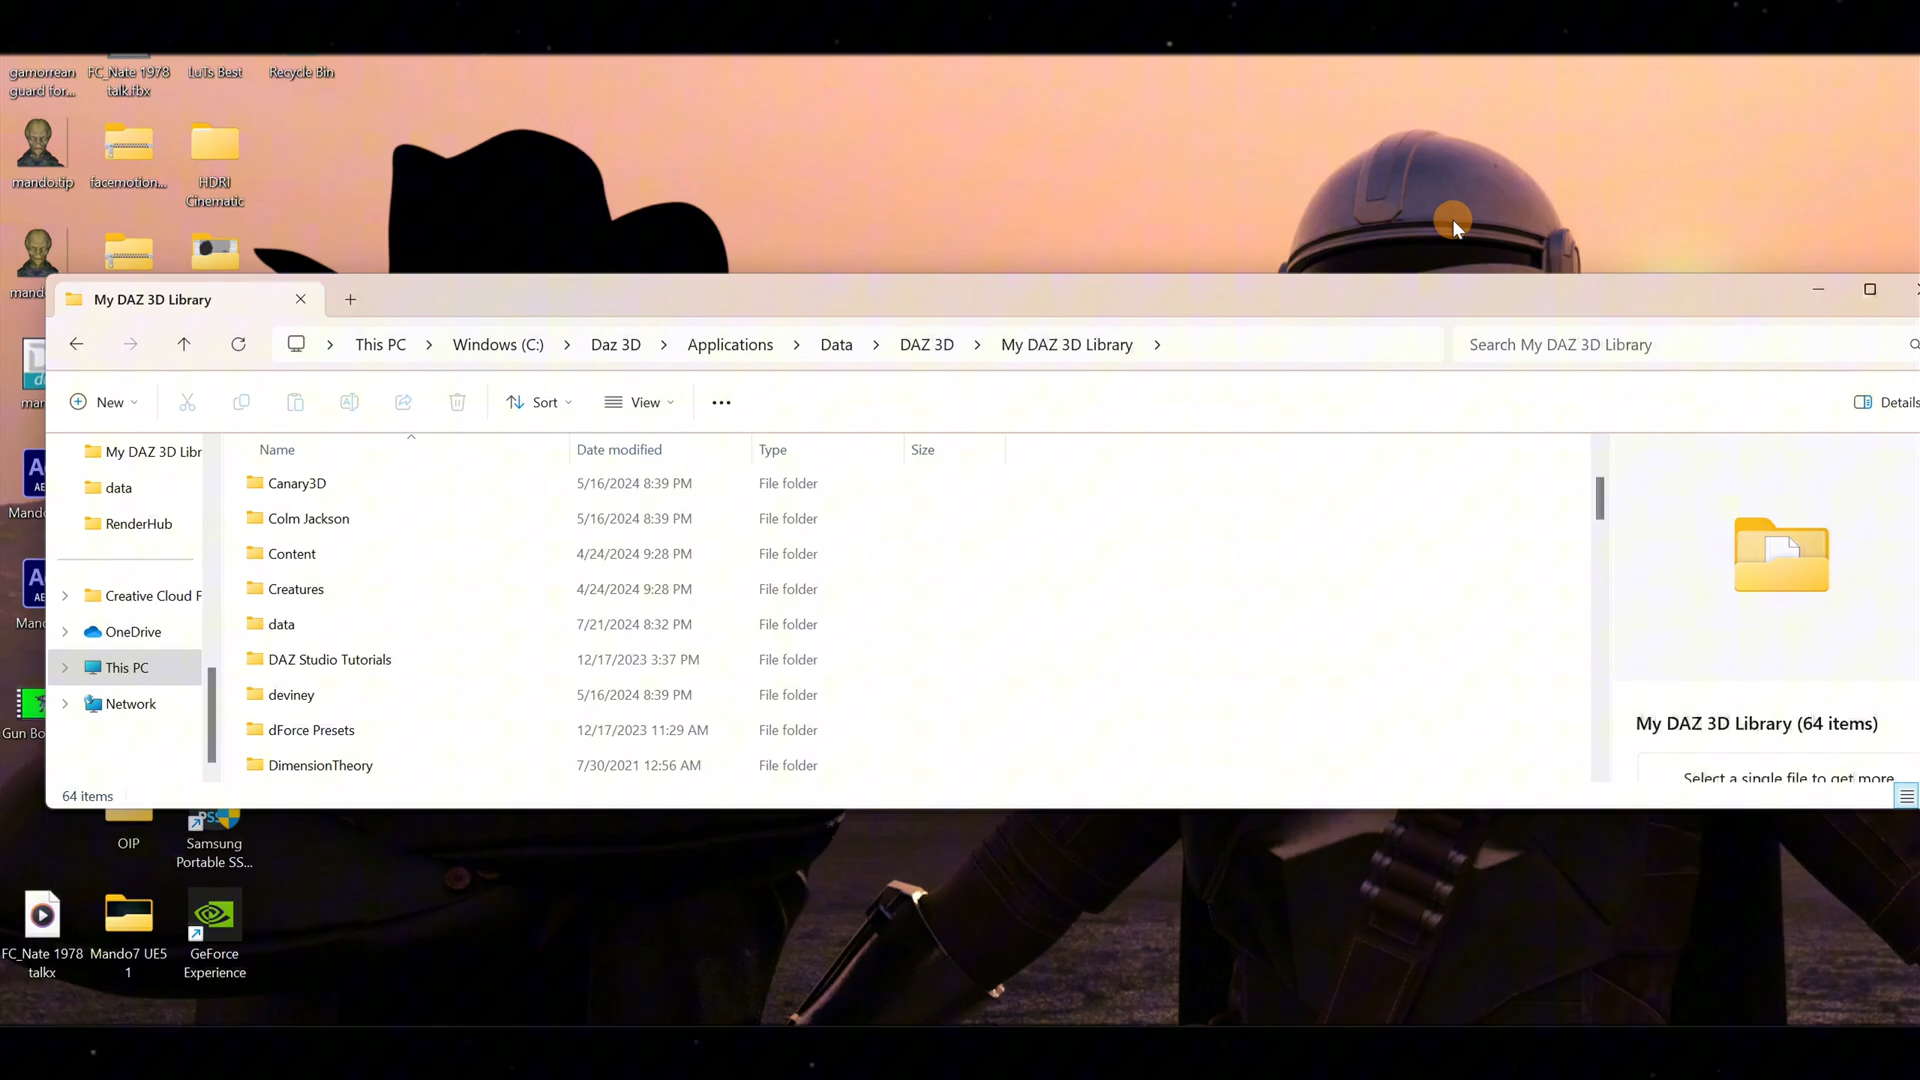 gamorrean
guard for...
FC_Nate 1978
talk.fbx
LuTs Best
Recycle Bin
mando.tip
facemotion...
HDRI
Cinematic
My DAZ 3D Library
This PC
Windows (C:)
Daz 3D
Applications
Data
DAZ 3D
My DAZ 3D Library
Search My DAZ 3D Library
New
Sort
View
Details
My DAZ 3D Libr
data
RenderHub
Creative Cloud F
OneDrive
This PC
Network
Name Date modified Type Size
Canary3D 5/16/2024 8:39 PM File folder
Colm Jackson 5/16/2024 8:39 PM File folder
Content 4/24/2024 9:28 PM File folder
Creatures 4/24/2024 9:28 PM File folder
data 7/21/2024 8:32 PM File folder
DAZ Studio Tutorials 12/17/2023 3:37 PM File folder
deviney 5/16/2024 8:39 PM File folder
dForce Presets 12/17/2023 11:29 AM File folder
DimensionTheory 7/30/2021 12:56 AM File folder
My DAZ 3D Library (64 items)
Select a single file to get more
64 items
Mando
Gun Bo
OIP
Samsung
Portable SS...
FC_Nate 1978
talkx
Mando7 UE5
1
GeForce
Experience